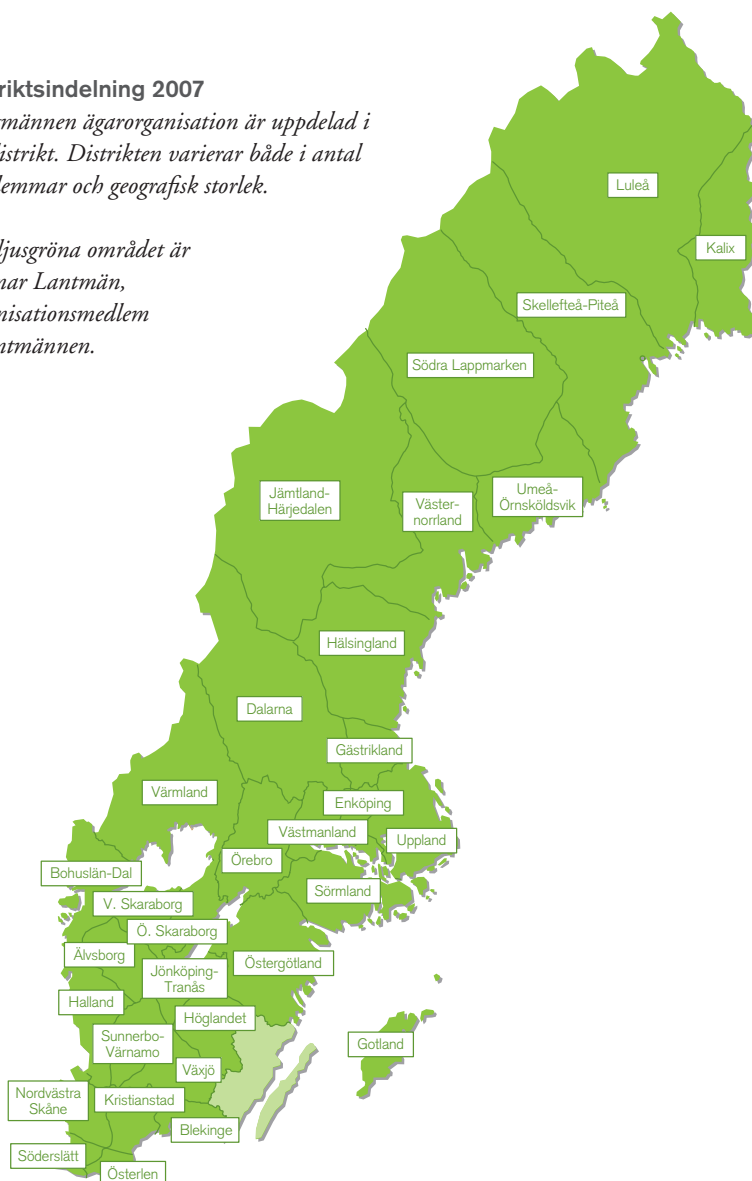 riktsindelning 2007
männen ägarorganisation är uppdelad i
istrikt. Distrikten varierar både i antal
lemmar och geografisk storlek.
ljusgröna området är
nar Lantmän,
nisationsmedlem
ntmännen.
Luleå
Kalix
Skellefteå-Piteå
Södra Lappmarken
Jämtland-
Härjedalen
Väster-
norrland
Umeå-
Örnsköldsvik
Hälsingland
Dalarna
Gästrikland
Värmland
Enköping
Västmanland
Uppland
Örebro
Bohuslän-Dal
Sörmland
V. Skaraborg
Ö. Skaraborg
Älvsborg
Östergötland
Jönköping-
Tranås
Halland
Höglandet
Sunnerbo-
Värnamo
Gotland
Växjö
Nordvästra
Skåne
Kristianstad
Blekinge
Söderslätt
Österlen